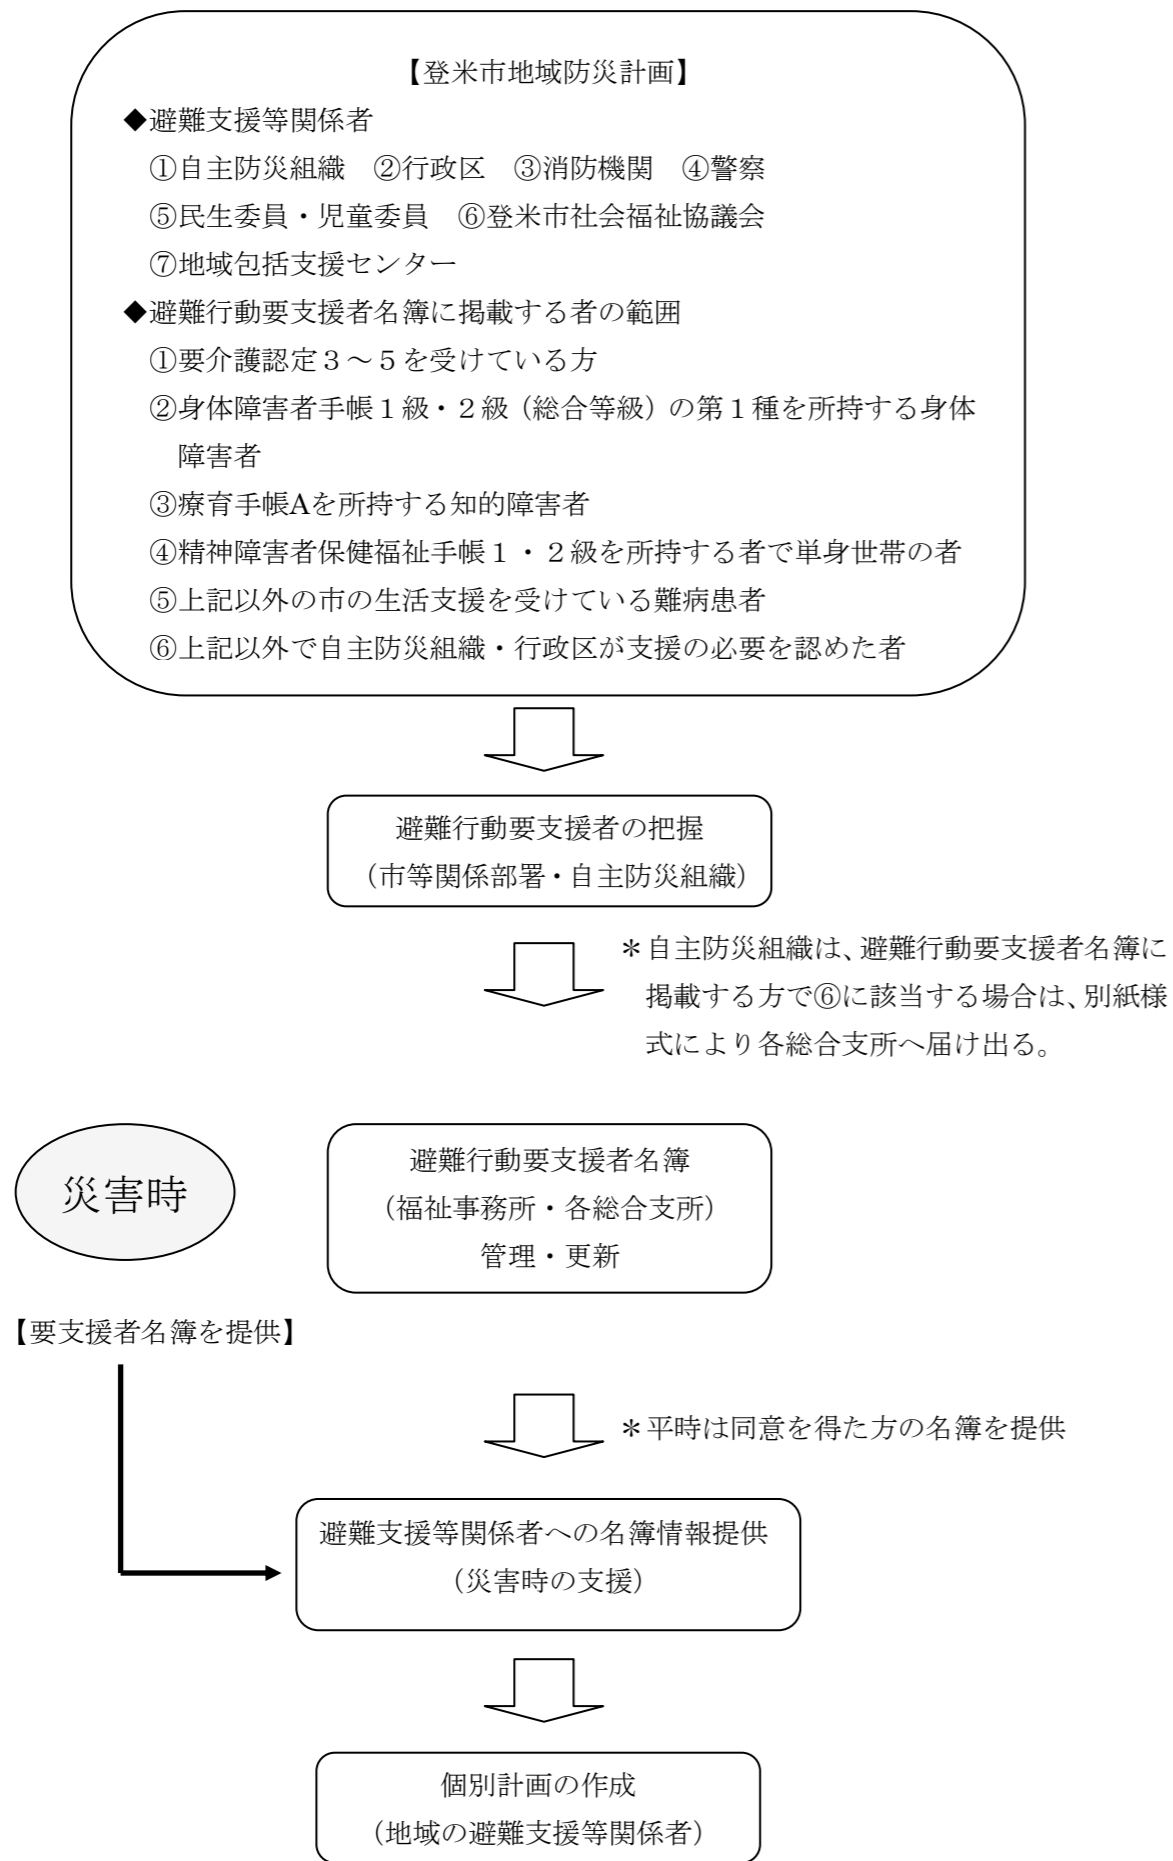 【登米市地域防災計画】
◆避難支援等関係者
①自主防災組織　②行政区　③消防機関　④警察
⑤民生委員・児童委員　⑥登米市社会福祉協議会
⑦地域包括支援センター
◆避難行動要支援者名簿に掲載する者の範囲
①要介護認定３～５を受けている方
②身体障害者手帳１級・２級（総合等級）の第１種を所持する身体
障害者
③療育手帳Aを所持する知的障害者
④精神障害者保健福祉手帳１・２級を所持する者で単身世帯の者
⑤上記以外の市の生活支援を受けている難病患者
⑥上記以外で自主防災組織・行政区が支援の必要を認めた者
避難行動要支援者の把握
（市等関係部署・自主防災組織）
＊自主防災組織は、避難行動要支援者名簿に
掲載する方で⑥に該当する場合は、別紙様
式により各総合支所へ届け出る。
災害時
避難行動要支援者名簿
（福祉事務所・各総合支所）
管理・更新
【要支援者名簿を提供】
＊平時は同意を得た方の名簿を提供
避難支援等関係者への名簿情報提供
（災害時の支援）
個別計画の作成
（地域の避難支援等関係者）